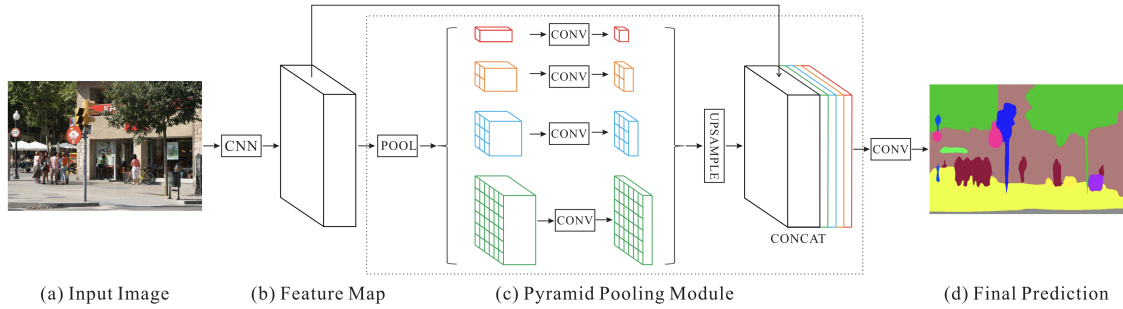 CNN
POOL
CONV
CONV
CONV
CONV
UPSAMPLE
CONCAT
CONV
(a) Input Image
(b) Feature Map
(c) Pyramid Pooling Module
(d) Final Prediction